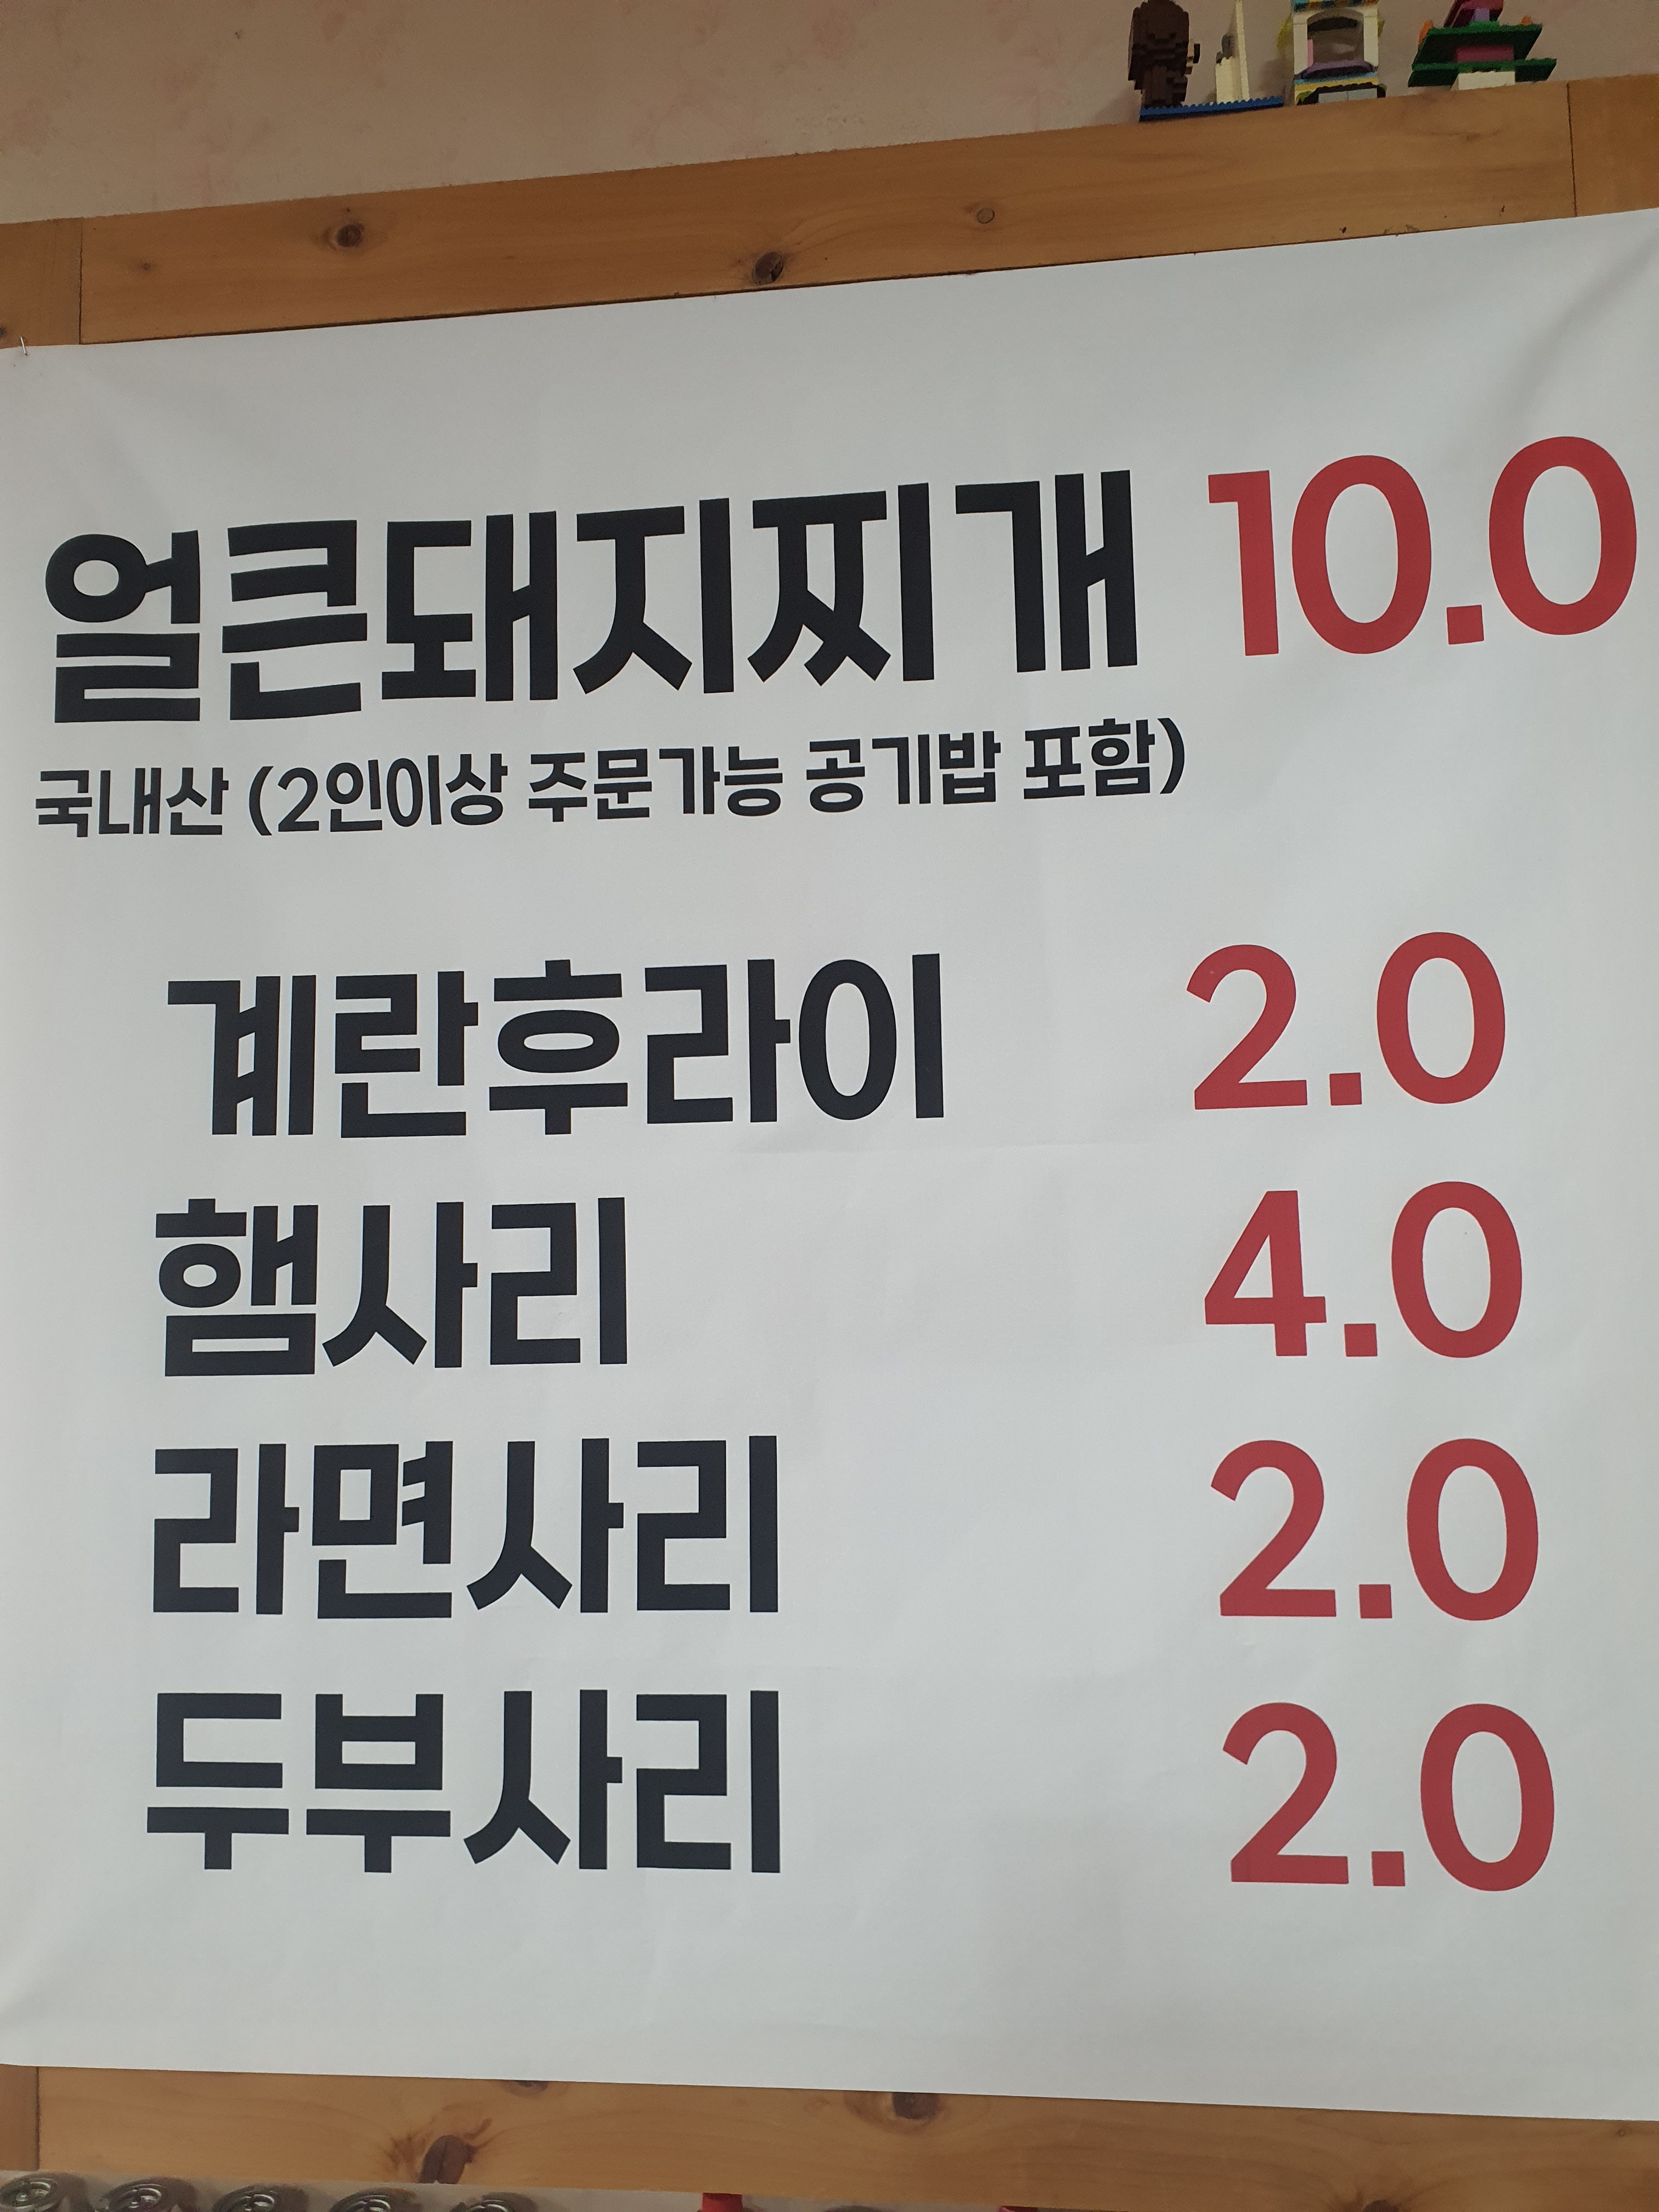 얼큰돼지찌개 10.0
국내산 (2인이상 주문가능 공기밥 포함)
계란후라이 2.0
햄사리 4.0
라면사리 2.0
두부사리 2.0